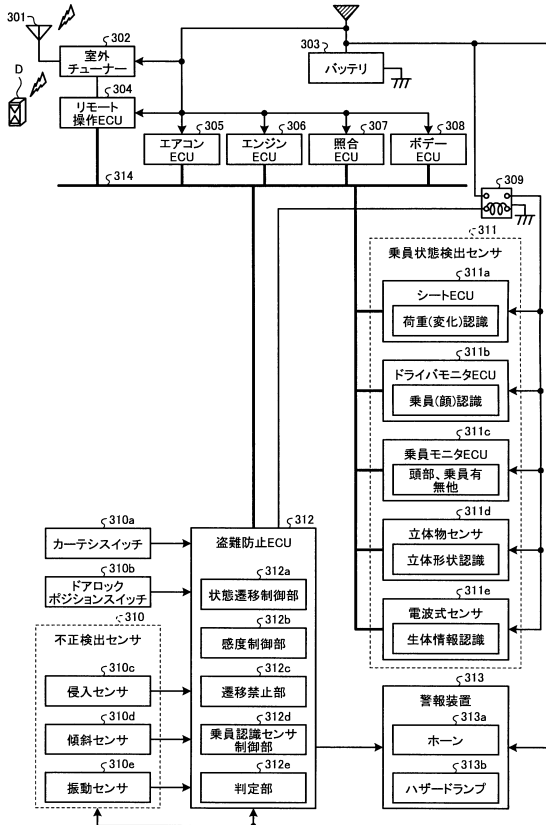 301
302
室外
チューナー
D
304
リモート
操作ECU
303
バッテリ
305
エアコン
ECU
306
エンジン
ECU
307
照合
ECU
308
ボデー
ECU
314
309
311
乗員状態検出センサ
311a
シートECU
荷重(変化)認識
311b
ドライバモニタECU
乗員(顔)認識
311c
乗員モニタECU
頭部、乗員有
無他
311d
立体物センサ
立体形状認識
311e
電波式センサ
生体情報認識
310a
カーテシスイッチ
310b
ドアロック
ポジションスイッチ
310
不正検出センサ
310c
侵入センサ
310d
傾斜センサ
310e
振動センサ
312
盗難防止ECU
312a
状態遷移制御部
312b
感度制御部
312c
遷移禁止部
312d
乗員認識センサ
制御部
312e
判定部
313
警報装置
313a
ホーン
313b
ハザードランプ